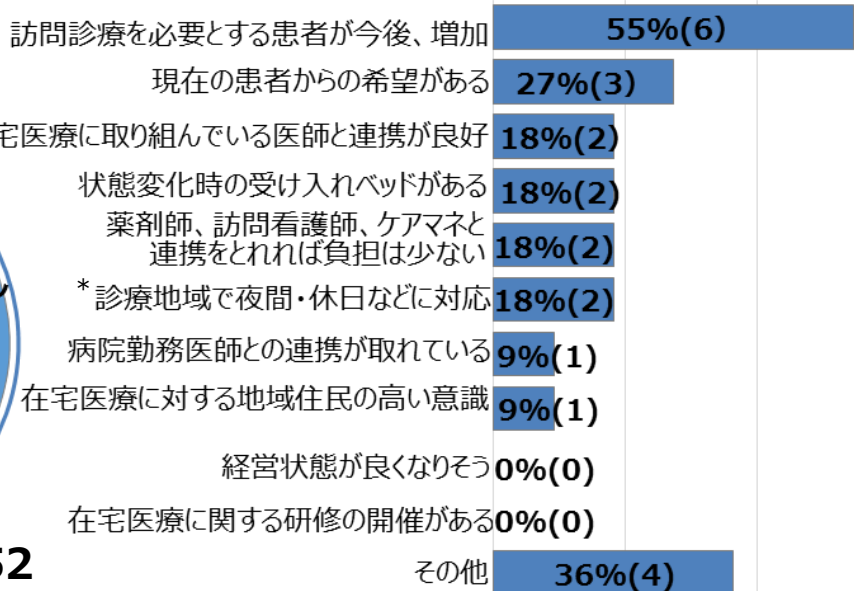 訪問診療を必要とする患者が今後、増加 55%(6)
現在の患者からの希望がある 27%(3)
宅医療に取り組んでいる医師と連携が良好 18%(2)
状態変化時の受け入れベッドがある 18%(2)
薬剤師、訪問看護師、ケアマネと
連携をとれれば負担は少ない 18%(2)
*診療地域で夜間・休日などに対応 18%(2)
病院勤務医師との連携が取れている 9%(1)
在宅医療に対する地域住民の高い意識 9%(1)
経営状態が良くなりそう 0%(0)
在宅医療に関する研修の開催がある 0%(0)
52
その他 36%(4)